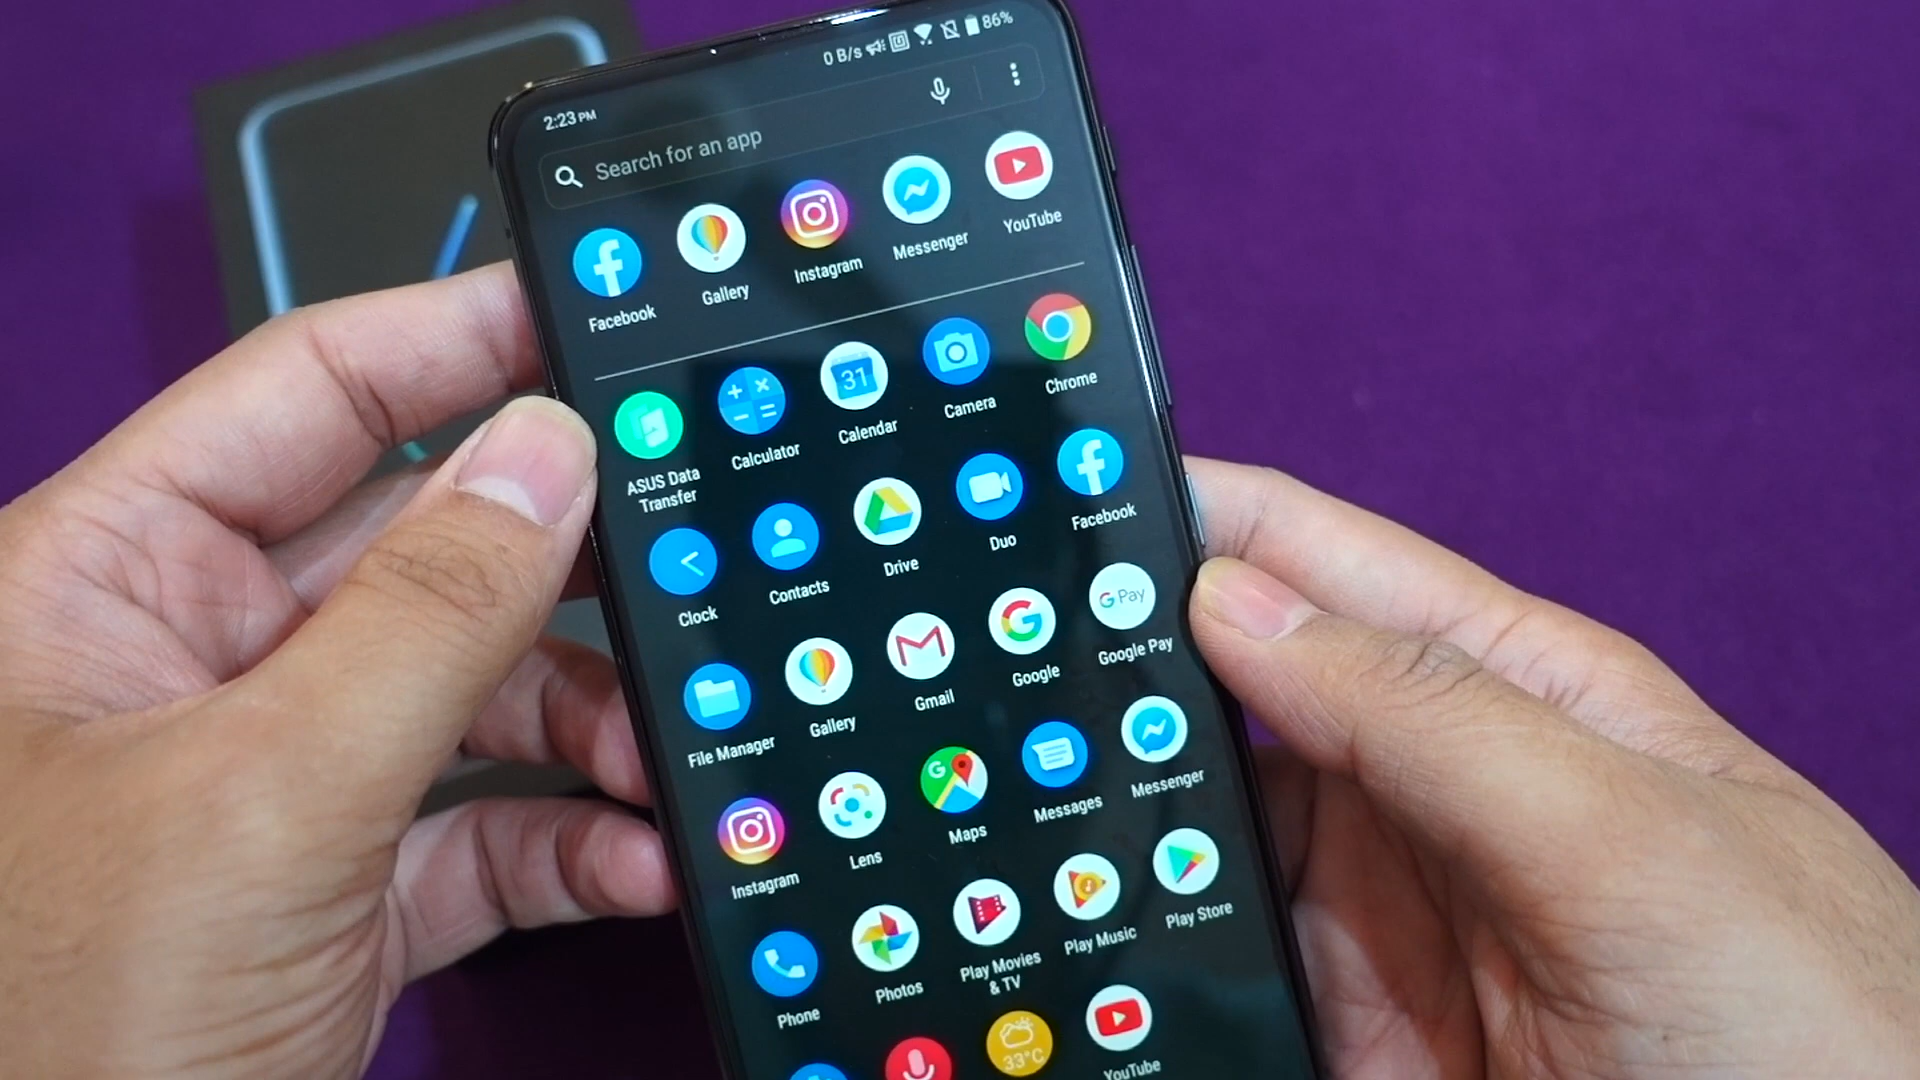 0 B/s 86%
2:23 PM
Search for an app
Facebook
Gallery
Instagram
Messenger
YouTube
31
ASUS Data
Transfer
Calculator
Calendar
Camera
Chrome
Clock
Contacts
Drive
Duo
Facebook
G Pay
File Manager
Gallery
Gmail
Google
Google Pay
G
Instagram
Lens
Maps
Messages
Messenger
Phone
Photos
Play Movies
& TV
Play Music
Play Store
33°C
YouTube